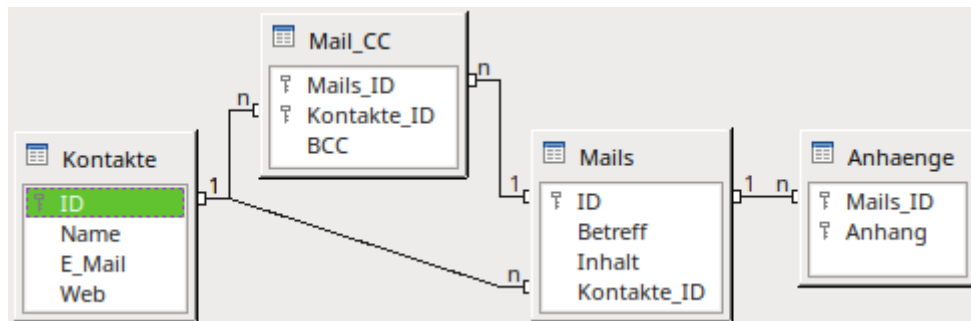 Mail_CC
Mails_ID
Kontakte_ID
BCC
n
n
Kontakte
ID
Name
E_Mail
Web
1
Mails
ID
Betreff
Inhalt
Kontakte_ID
1
n
1 n
Anhaenge
Mails_ID
Anhang